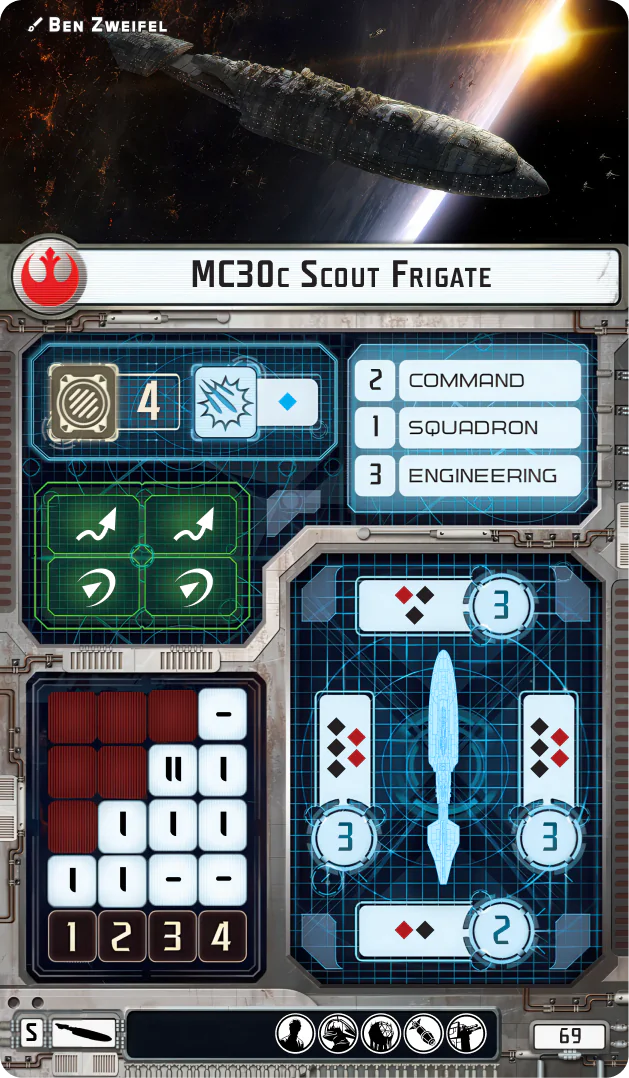 Ben Zweifel
MC30c Scout Frigate
4
2 COMMAND
1 SQUADRON
3 ENGINEERING
3
3 3
2
-
II I
I I I
I I - -
1 2 3 4
S 69